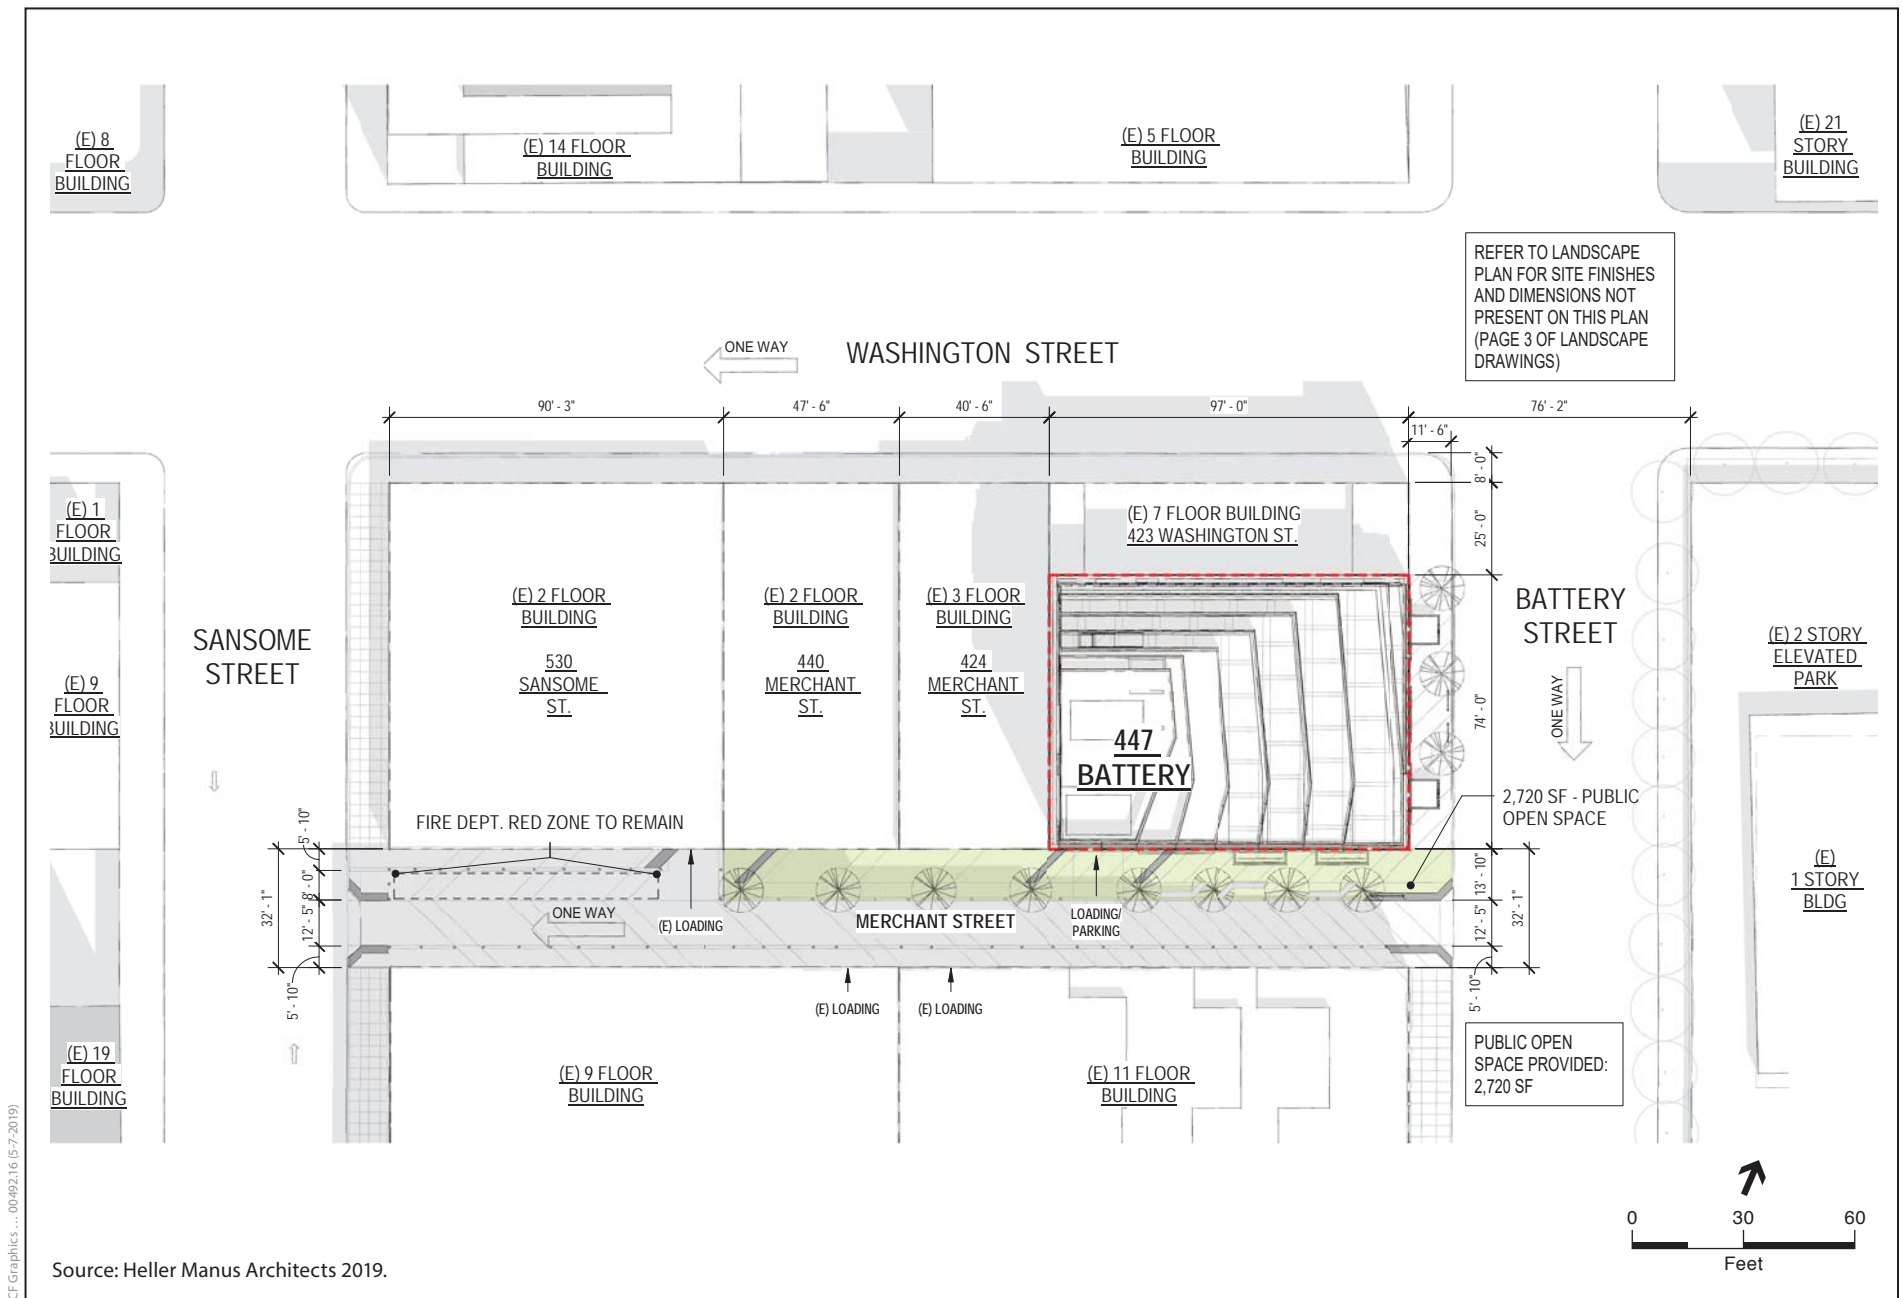 (E) 8
FLOOR
BUILDING
(E) 14 FLOOR
BUILDING
(E) 5 FLOOR
BUILDING
(E) 21
STORY
BUILDING
REFER TO LANDSCAPE
PLAN FOR SITE FINISHES
AND DIMENSIONS NOT
PRESENT ON THIS PLAN
(PAGE 3 OF LANDSCAPE
DRAWINGS)
ONE WAY
WASHINGTON STREET
90' - 3"
47' - 6"
40' - 6"
97' - 0"
76' - 2"
11' - 6"
8' - 0"
25' - 0"
74' - 0"
(E) 1
FLOOR
BUILDING
(E) 9
FLOOR
BUILDING
SANSOME
STREET
(E) 2 FLOOR
BUILDING
530
SANSOME
ST.
(E) 2 FLOOR
BUILDING
440
MERCHANT
ST.
(E) 3 FLOOR
BUILDING
424
MERCHANT
ST.
(E) 7 FLOOR BUILDING
423 WASHINGTON ST.
447
BATTERY
BATTERY
STREET
ONE WAY
(E) 2 STORY
ELEVATED
PARK
2,720 SF - PUBLIC
OPEN SPACE
(E)
1 STORY
BLDG
FIRE DEPT. RED ZONE TO REMAIN
5' - 10"
8' - 0"
12' - 5"
5' - 10"
32' - 1"
ONE WAY
(E) LOADING
MERCHANT STREET
LOADING/
PARKING
13' - 10"
12' - 5"
5' - 10"
32' - 1"
(E) LOADING
(E) LOADING
(E) 19
FLOOR
BUILDING
(E) 9 FLOOR
BUILDING
(E) 11 FLOOR
BUILDING
PUBLIC OPEN
SPACE PROVIDED:
2,720 SF
0 30 60
Feet
Source: Heller Manus Architects 2019.
CF Graphics … 00492.16 (5-7-2019)